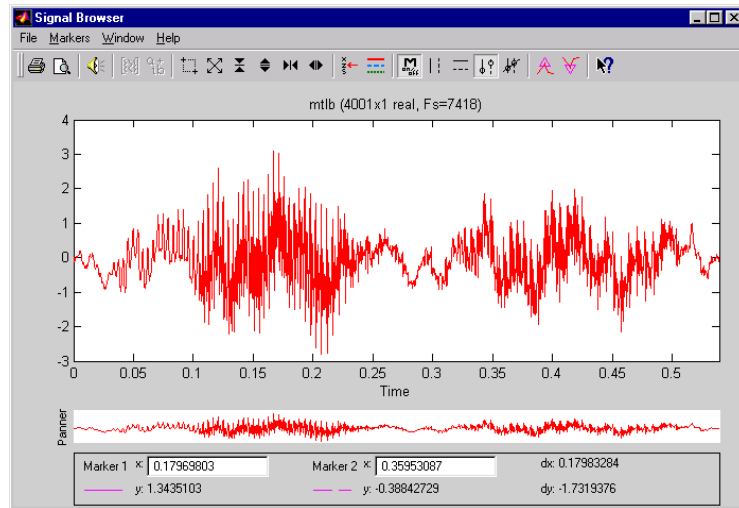 Signal Browser
File Markers Window Help
M
off
mtlb (4001x1 real, Fs=7418)
4
3
2
1
0
-1
-2
-3
0 0.05 0.1 0.15 0.2 0.25 0.3 0.35 0.4 0.45 0.5
Time
Panner
Marker 1 x: 0.17969803 Marker 2 x: 0.35953087 dx: 0.17983284
y: 1.3435103 y: -0.38842729 dy: -1.7319376